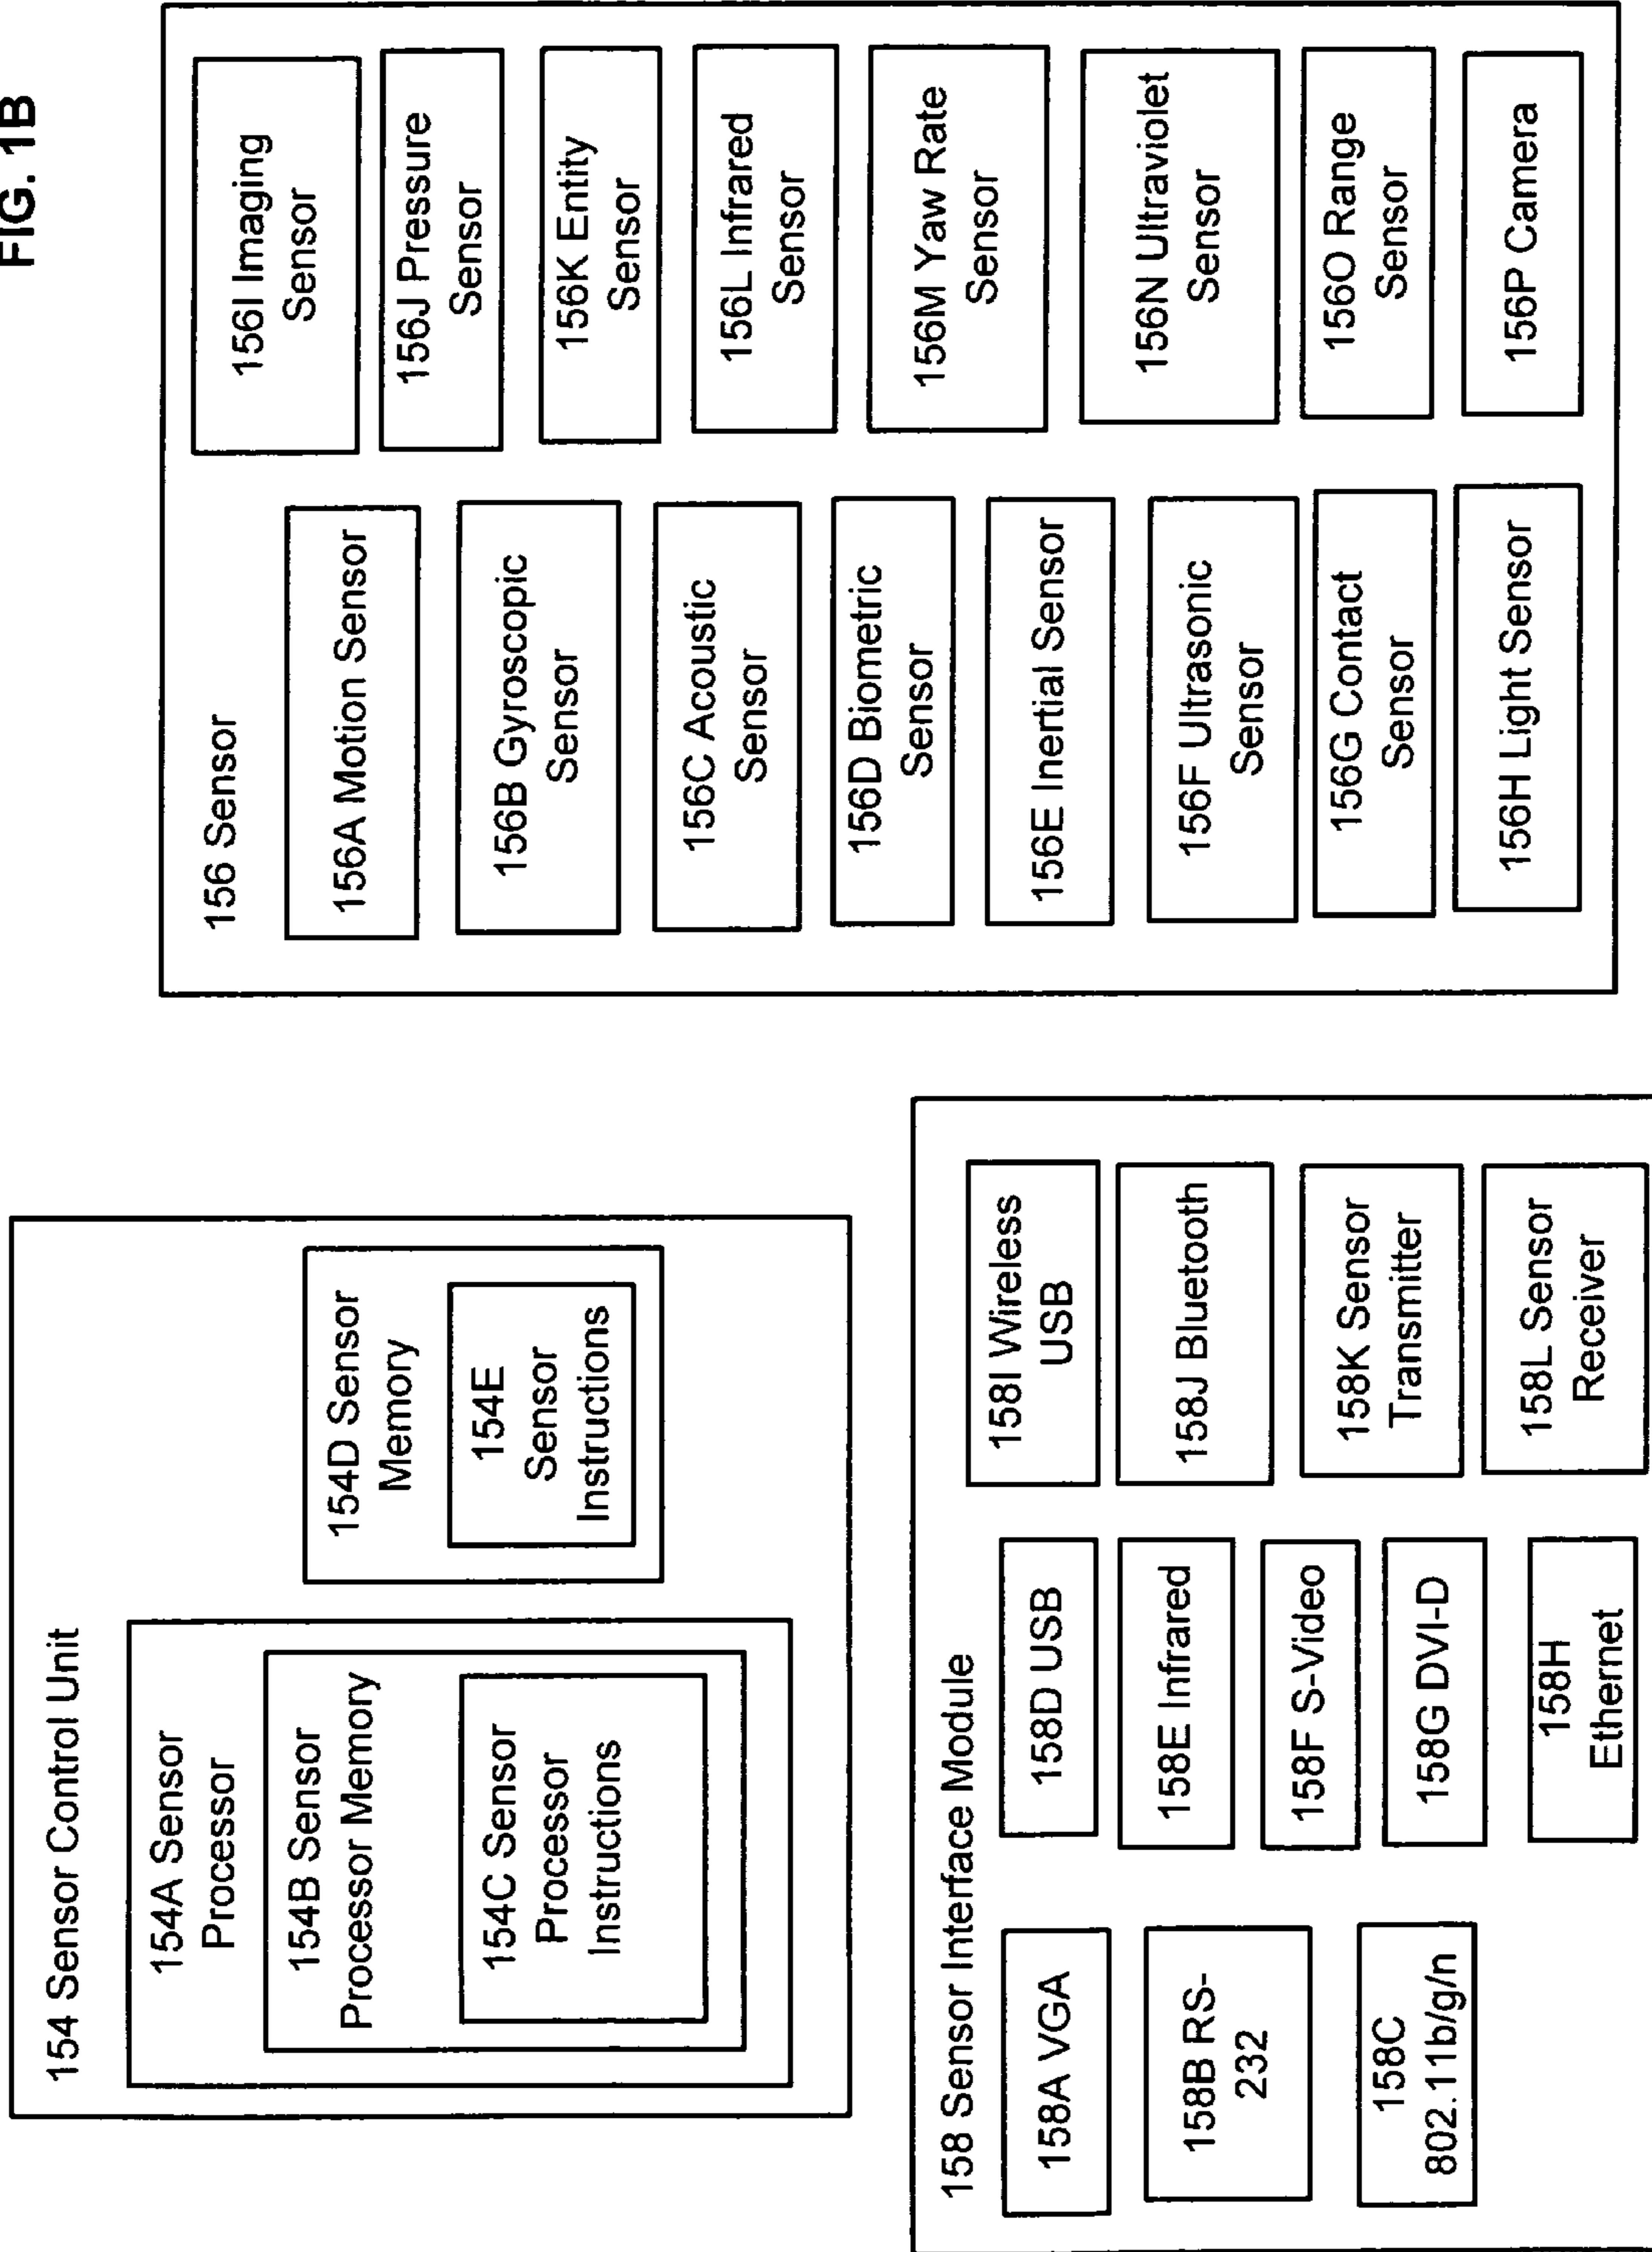 FIG. 1B
154 Sensor Control Unit
154A Sensor
Processor
154B Sensor
Processor Memory
154C Sensor
Processor
Instructions
154D Sensor
Memory
154E
Sensor
Instructions
156 Sensor
156A Motion Sensor
156B Gyroscopic
Sensor
156C Acoustic
Sensor
156D Biometric
Sensor
156E Inertial Sensor
156F Ultrasonic
Sensor
156G Contact
Sensor
156H Light Sensor
156I Imaging
Sensor
156J Pressure
Sensor
156K Entity
Sensor
156L Infrared
Sensor
156M Yaw Rate
Sensor
156N Ultraviolet
Sensor
156O Range
Sensor
156P Camera
158 Sensor Interface Module
158A VGA
158B RS-
232
158C
802.11b/g/n
158D USB
158E Infrared
158F S-Video
158G DVI-D
158H
Ethernet
158I Wireless
USB
158J Bluetooth
158K Sensor
Transmitter
158L Sensor
Receiver